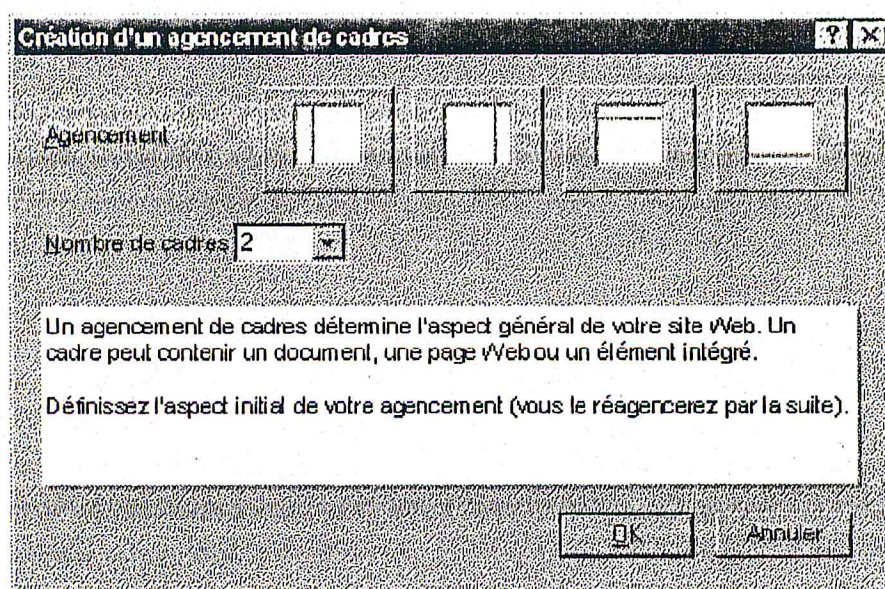 Création d'un agencement de cadres
Agencement
Nombre de cadres 2
Un agencement de cadres détermine l'aspect général de votre site Web. Un
cadre peut contenir un document, une page Web ou un élément intégré.
Définissez l'aspect initial de votre agencement (vous le réagencerez par la suite).
OK Annuler